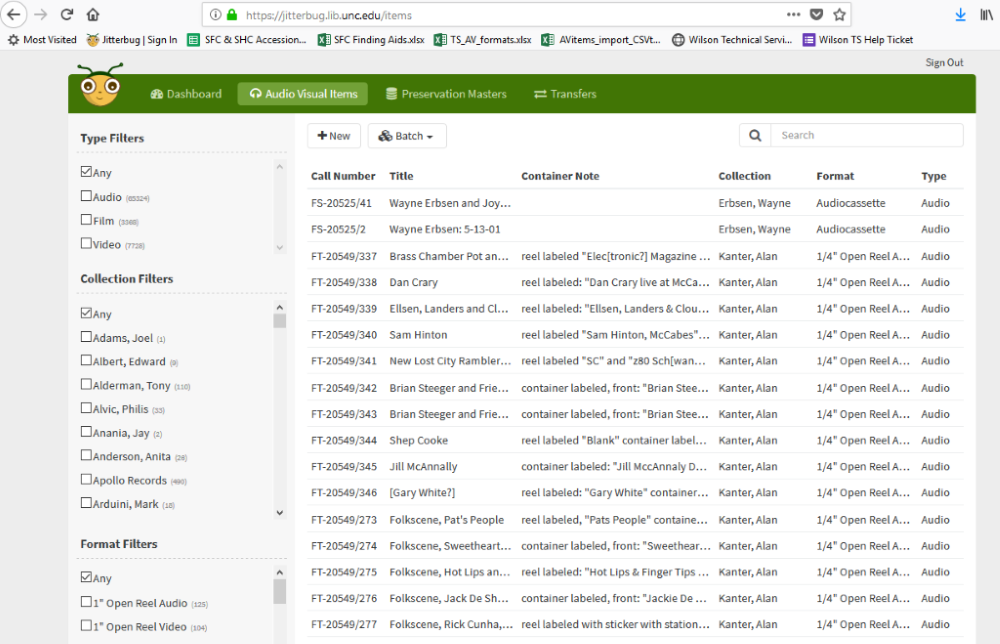 https://jitterbug.lib.unc.edu/items
Most Visited Jitterbug | Sign In SFC & SHC Accession... SFC Finding Aids.xlsx TS_AV_formats.xlsx AVitems_import_CSVt... Wilson Technical Servi... Wilson TS Help Ticket
Sign Out
Dashboard Audio Visual Items Preservation Masters Transfers
Type Filters
Any
Audio (65324)
Film (3368)
Video (7728)
Collection Filters
Any
Adams, Joel (1)
Albert, Edward (9)
Alderman, Tony (110)
Alvic, Philis (33)
Anania, Jay (2)
Anderson, Anita (28)
Apollo Records (490)
Arduini, Mark (18)
Format Filters
Any
1" Open Reel Audio (125)
1" Open Reel Video (104)
New Batch Search
Call Number Title Container Note Collection Format Type
FS-20525/41 Wayne Erbsen and Joy... Erbsen, Wayne Audiocassette Audio
FS-20525/2 Wayne Erbsen: 5-13-01 Erbsen, Wayne Audiocassette Audio
FT-20549/337 Brass Chamber Pot an... reel labeled "Elec[tronic?] Magazine ... Kanter, Alan 1/4" Open Reel A... Audio
FT-20549/338 Dan Crary reel labeled: "Dan Crary live at McCa... Kanter, Alan 1/4" Open Reel A... Audio
FT-20549/339 Ellsen, Landers and Cl... reel labeled: "Ellsen, Landers & Clou... Kanter, Alan 1/4" Open Reel A... Audio
FT-20549/340 Sam Hinton reel labeled "Sam Hinton, McCabes"... Kanter, Alan 1/4" Open Reel A... Audio
FT-20549/341 New Lost City Rambler... reel labeled "SC" and "z80 Sch[wan... Kanter, Alan 1/4" Open Reel A... Audio
FT-20549/342 Brian Steeger and Frie... container labeled, front: "Brian Stee... Kanter, Alan 1/4" Open Reel A... Audio
FT-20549/343 Brian Steeger and Frie... container labeled, front: "Brian Stee... Kanter, Alan 1/4" Open Reel A... Audio
FT-20549/344 Shep Cooke reel labeled "Blank" container label... Kanter, Alan 1/4" Open Reel A... Audio
FT-20549/345 Jill McAnnally container labeled: "Jill MccAnnaly D... Kanter, Alan 1/4" Open Reel A... Audio
FT-20549/346 [Gary White?] reel labeled: "Gary White" container... Kanter, Alan 1/4" Open Reel A... Audio
FT-20549/273 Folkscene, Pat's People reel labeled, "Pats People" containe... Kanter, Alan 1/4" Open Reel A... Audio
FT-20549/274 Folkscene, Sweetheart... container labeled, front: "Sweethear... Kanter, Alan 1/4" Open Reel A... Audio
FT-20549/275 Folkscene, Hot Lips an... reel labeled: "Hot Lips & Finger Tips ... Kanter, Alan 1/4" Open Reel A... Audio
FT-20549/276 Folkscene, Jack De Sh... container labeled, front: "Jackie De ... Kanter, Alan 1/4" Open Reel A... Audio
FT-20549/277 Folkscene, Rick Cunha,... reel labeled with sticker with station... Kanter, Alan 1/4" Open Reel A... Audio